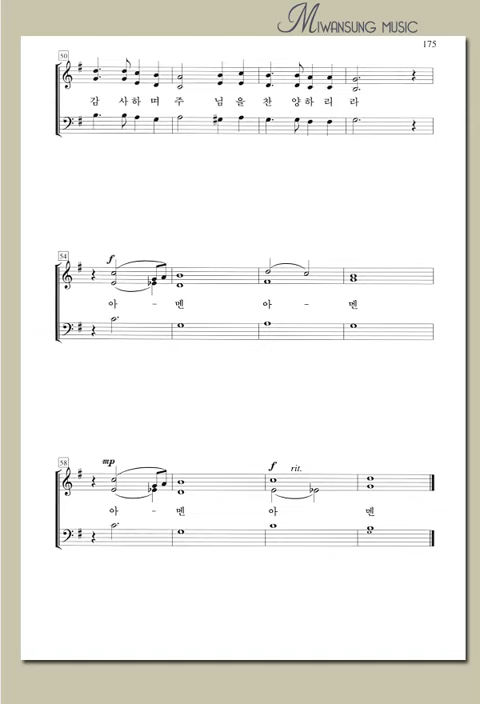 MIWANSUNG MUSIC
175
50
감 사하 며 주 님 을 찬 양하 리 라
54
f
아 - 멘 아 - 멘
58
mp f rit.
아 - 멘 아 멘